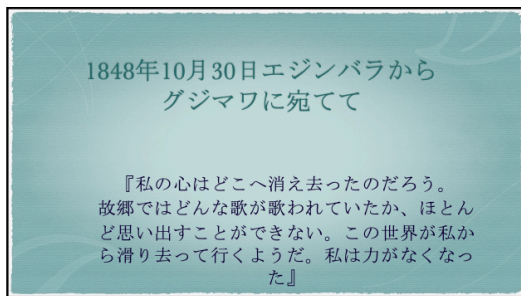 1848年10月30日エジンバラから
グジマワに宛てて
『私の心はどこへ消え去ったのだろう。
故郷ではどんな歌が歌われていたか、ほとん
ど思い出すことができない。この世界が私か
ら滑り去って行くようだ。私は力がなくなっ
た』